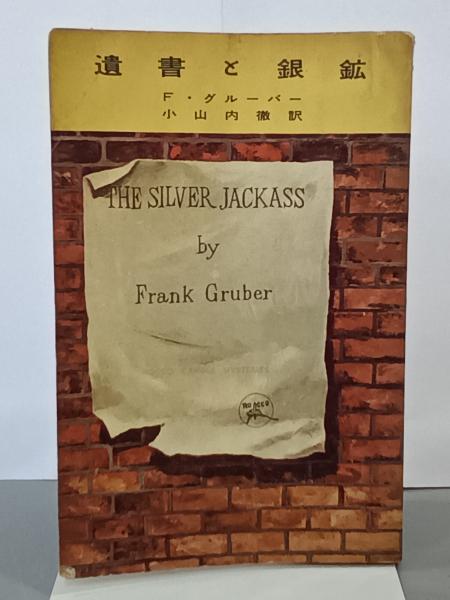 遺書と銀鉱
F・グルーバー
小山内徹訳
THE SILVER JACKASS
by
Frank Gruber
MYSTERIES